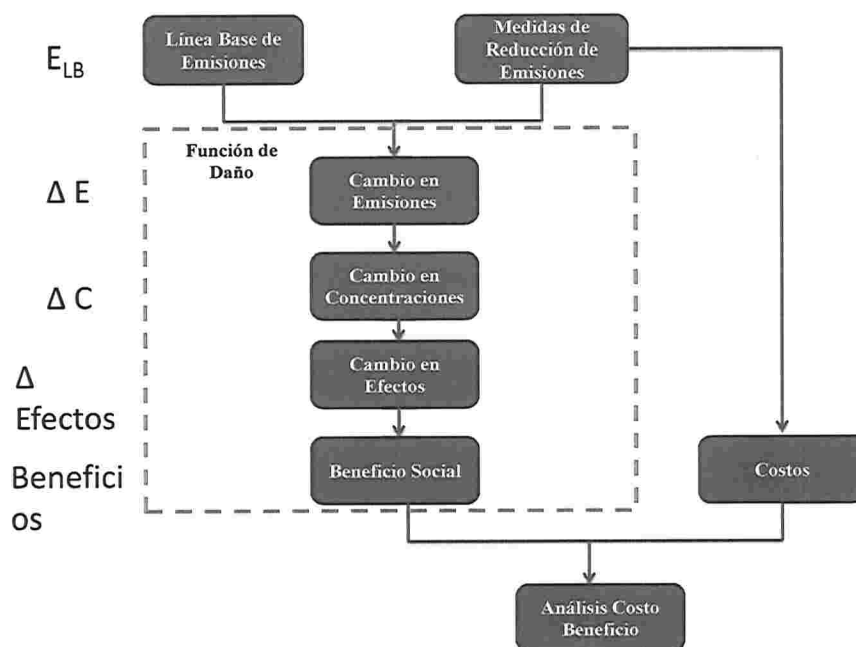 Línea Base de
Emisiones
Medidas de
Reducción de
Emisiones
E_LB
Función de
Daño
Δ E
Cambio en
Emisiones
Δ C
Cambio en
Concentraciones
Δ
Efectos
Cambio en
Efectos
Benefici
os
Beneficio Social
Costos
Análisis Costo
Beneficio